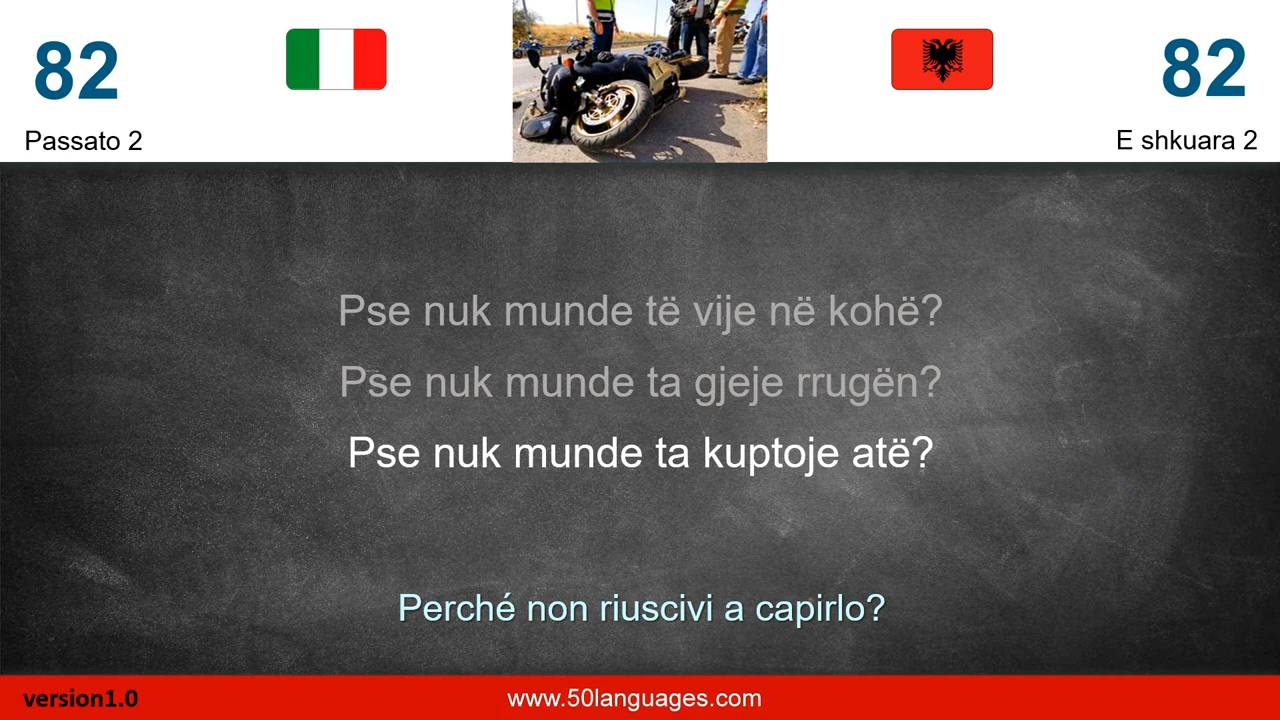 82
82
Passato 2
E shkuara 2
Pse nuk munde të vije në kohë?
Pse nuk munde ta gjeje rrugën?
Pse nuk munde ta kuptoje atë?
Perché non riuscivi a capirlo?
version1.0
www.50languages.com